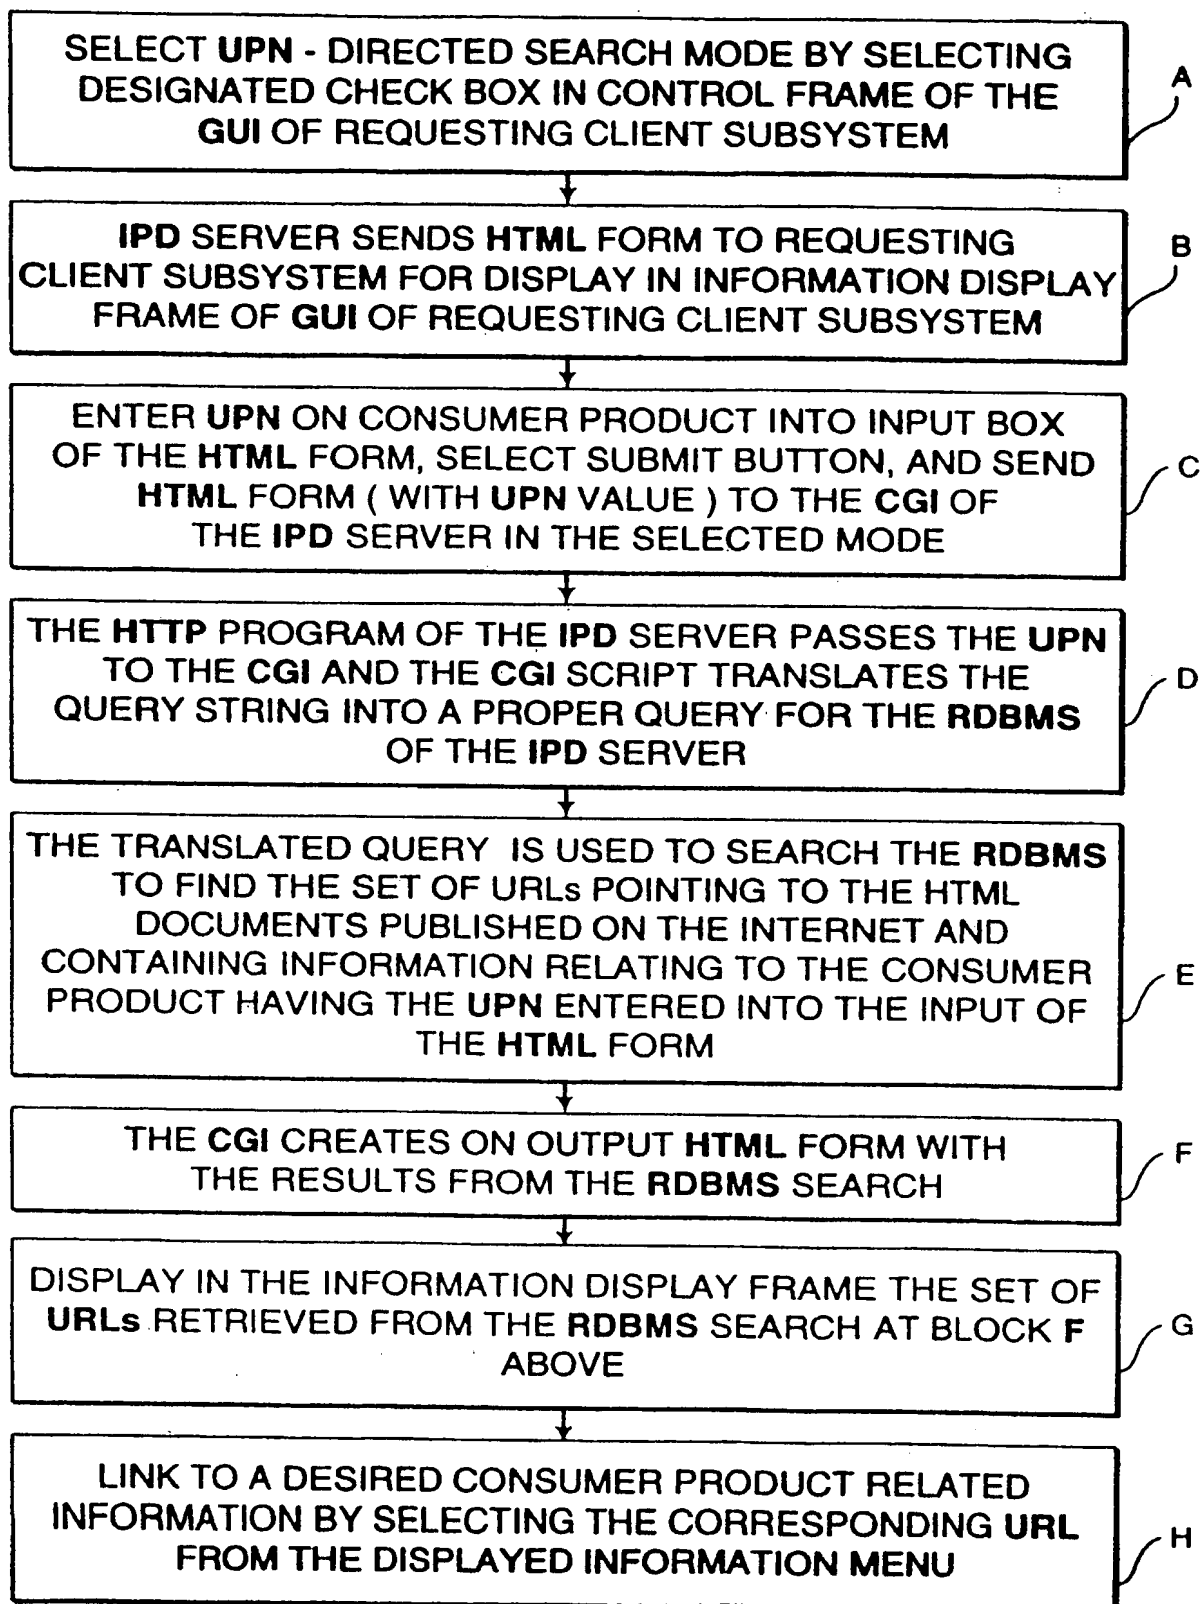 SELECT UPN - DIRECTED SEARCH MODE BY SELECTING
DESIGNATED CHECK BOX IN CONTROL FRAME OF THE
GUI OF REQUESTING CLIENT SUBSYSTEM
A
IPD SERVER SENDS HTML FORM TO REQUESTING
CLIENT SUBSYSTEM FOR DISPLAY IN INFORMATION DISPLAY
FRAME OF GUI OF REQUESTING CLIENT SUBSYSTEM
B
ENTER UPN ON CONSUMER PRODUCT INTO INPUT BOX
OF THE HTML FORM, SELECT SUBMIT BUTTON, AND SEND
HTML FORM ( WITH UPN VALUE ) TO THE CGI OF
THE IPD SERVER IN THE SELECTED MODE
C
THE HTTP PROGRAM OF THE IPD SERVER PASSES THE UPN
TO THE CGI AND THE CGI SCRIPT TRANSLATES THE
QUERY STRING INTO A PROPER QUERY FOR THE RDBMS
OF THE IPD SERVER
D
THE TRANSLATED QUERY IS USED TO SEARCH THE RDBMS
TO FIND THE SET OF URLs POINTING TO THE HTML
DOCUMENTS PUBLISHED ON THE INTERNET AND
CONTAINING INFORMATION RELATING TO THE CONSUMER
PRODUCT HAVING THE UPN ENTERED INTO THE INPUT OF
THE HTML FORM
E
THE CGI CREATES ON OUTPUT HTML FORM WITH
THE RESULTS FROM THE RDBMS SEARCH
F
DISPLAY IN THE INFORMATION DISPLAY FRAME THE SET OF
URLs RETRIEVED FROM THE RDBMS SEARCH AT BLOCK F
ABOVE
G
LINK TO A DESIRED CONSUMER PRODUCT RELATED
INFORMATION BY SELECTING THE CORRESPONDING URL
FROM THE DISPLAYED INFORMATION MENU
H